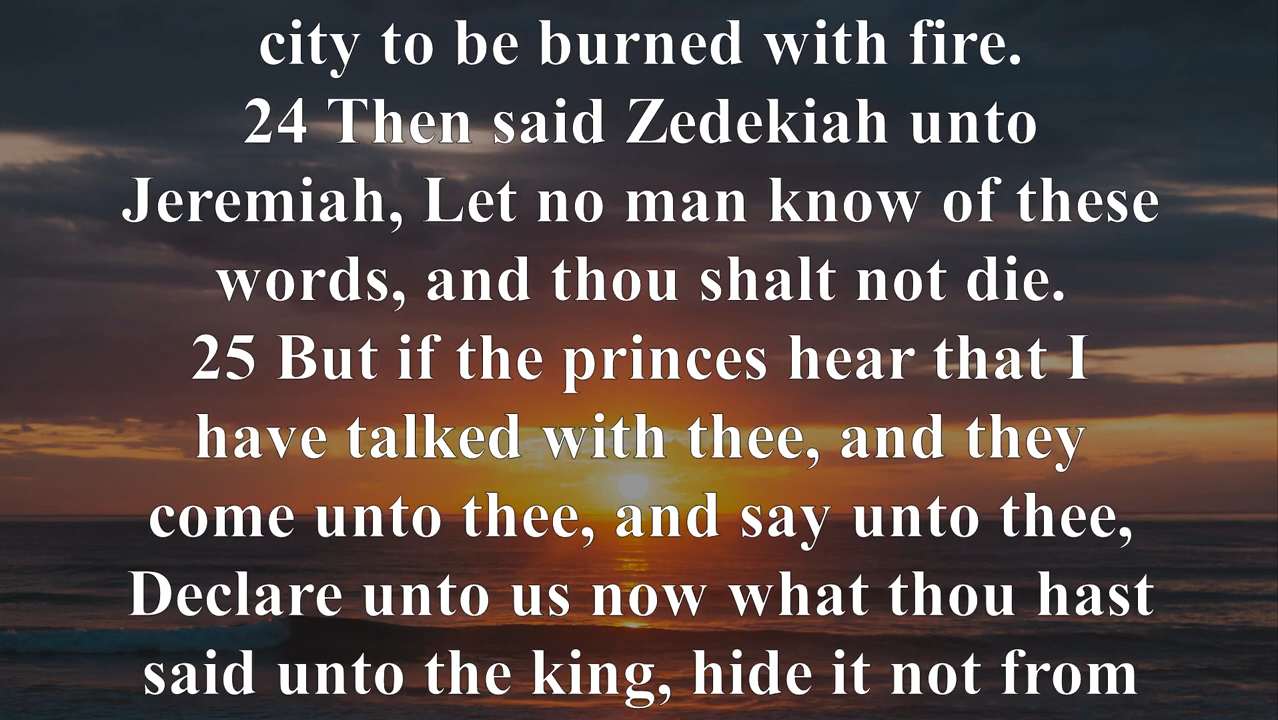 city to be burned with fire.
24 Then said Zedekiah unto
Jeremiah, Let no man know of these
words, and thou shalt not die.
25 But if the princes hear that I
have talked with thee, and they
come unto thee, and say unto thee,
Declare unto us now what thou hast
said unto the king, hide it not from